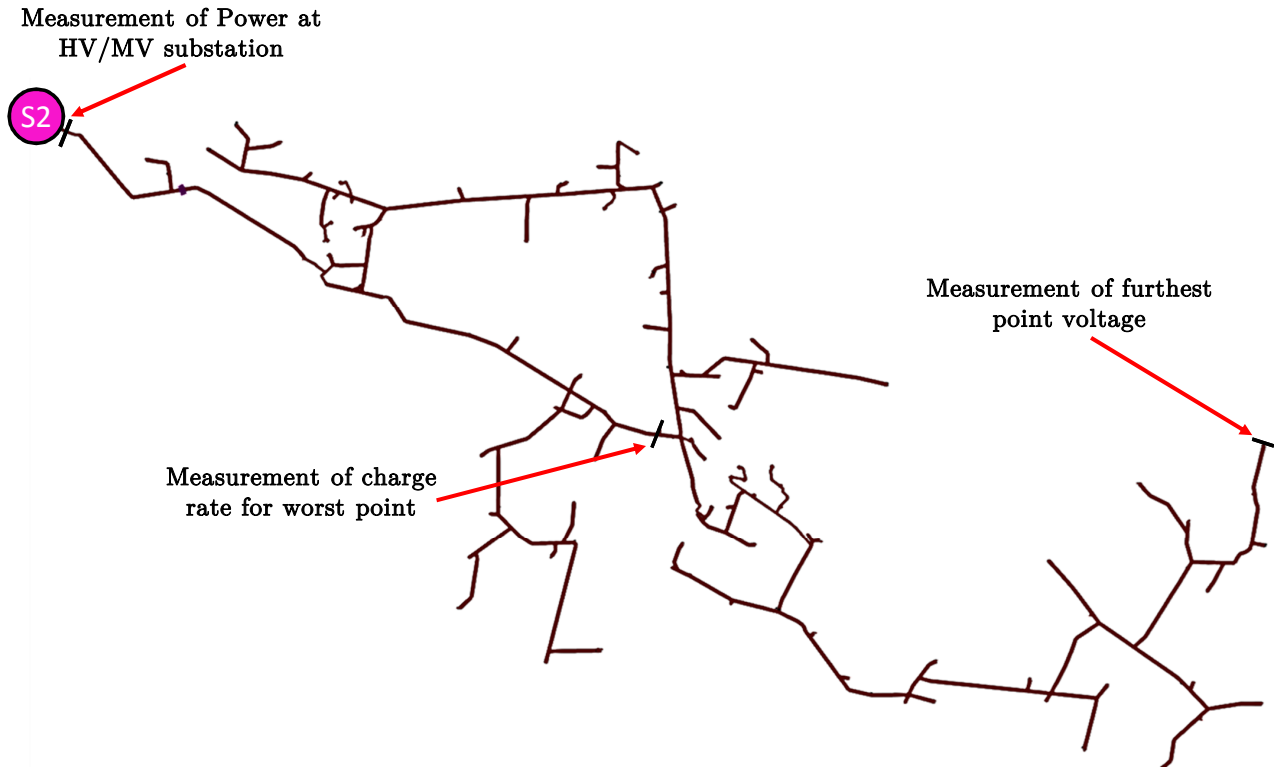 Measurement of Power at
HV/MV substation
S2
Measurement of furthest
point voltage
Measurement of charge
rate for worst point